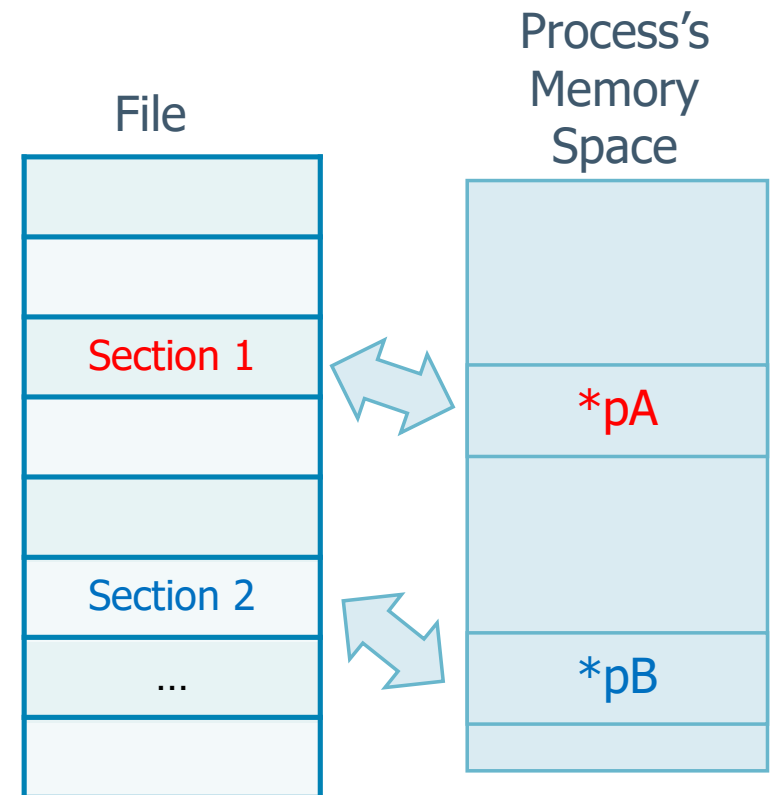 File
Section 1
Section 2
...
Process’s
Memory
Space
*pA
*pB